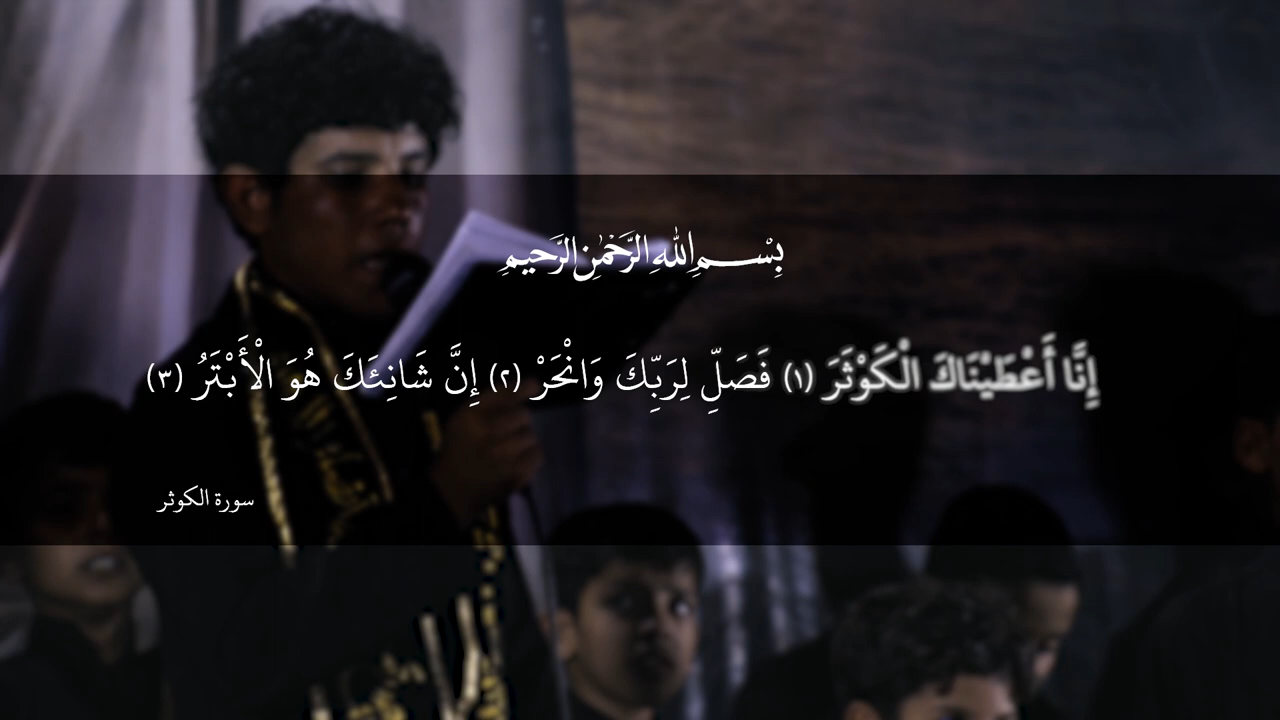 بِسْمِ اللهِ الرَّحْمٰنِ الرَّحِيمِ
إِنَّا أَعْطَيْنَاكَ الْكَوْثَرَ (١) فَصَلِّ لِرَبِّكَ وَانْحَرْ (٢) إِنَّ شَانِئَكَ هُوَ الْأَبْتَرُ (٣)
سورة الكوثر